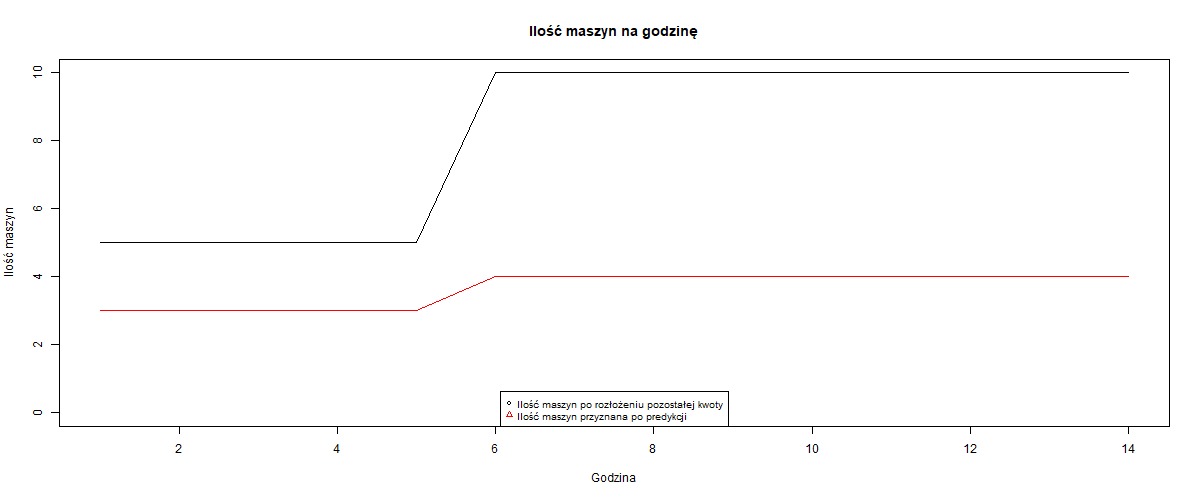 Ilość maszyn na godzinę
10
8
6
4
2
0
Ilość maszyn
Ilość maszyn po rozłożeniu pozostałej kwoty
Ilość maszyn przyznana po predykcji
2 4 6 8 10 12 14
Godzina